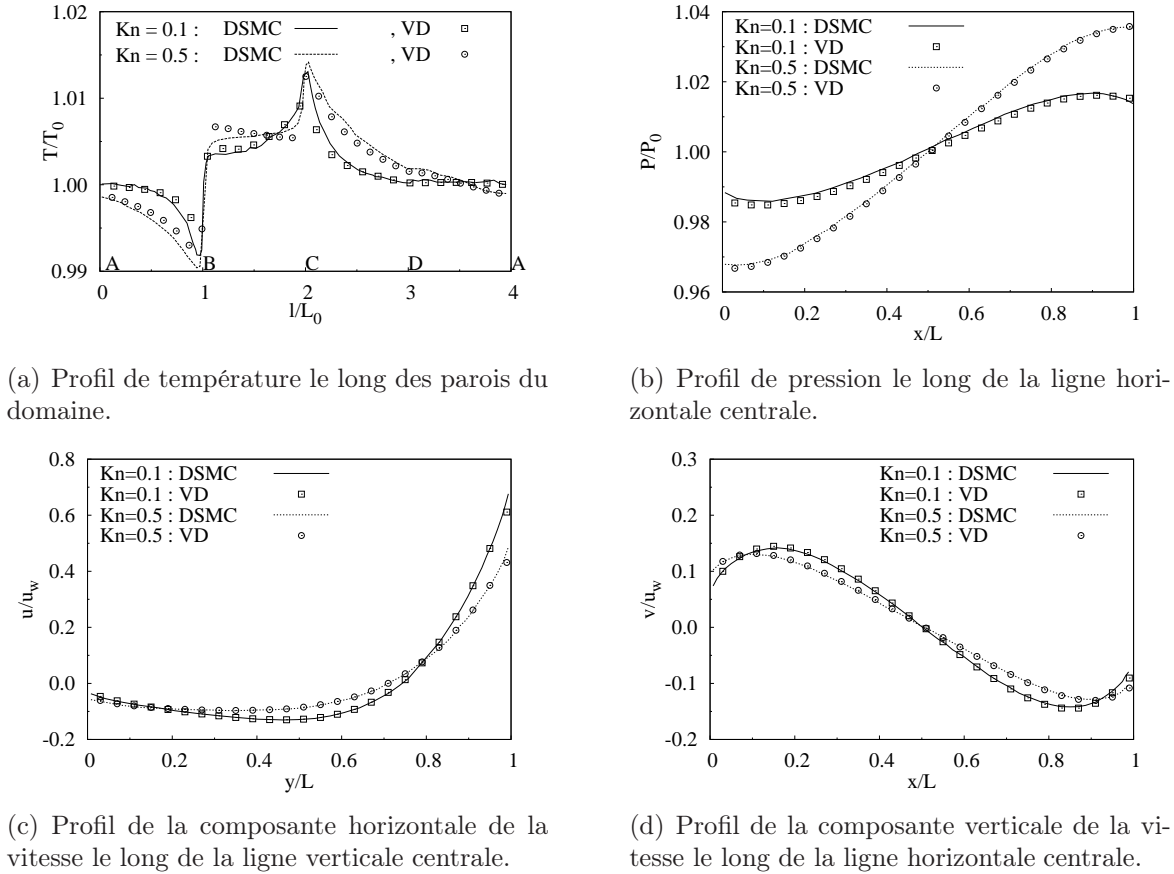 1.02
1.01
1.00
0.99
T/T0
Kn = 0.1 : DSMC , VD
Kn = 0.5 : DSMC , VD
A B C D A
0 1 2 3 4
l/L0
(a) Profil de température le long des parois du
domaine.
1.04
1.02
1.00
0.98
0.96
P/P0
Kn=0.1 : DSMC
Kn=0.1 : VD
Kn=0.5 : DSMC
Kn=0.5 : VD
0 0.2 0.4 0.6 0.8 1
x/L
(b) Profil de pression le long de la ligne hori-
zontale centrale.
0.8
0.6
0.4
0.2
0.0
-0.2
u/uw
Kn=0.1 : DSMC
Kn=0.1 : VD
Kn=0.5 : DSMC
Kn=0.5 : VD
0 0.2 0.4 0.6 0.8 1
y/L
(c) Profil de la composante horizontale de la
vitesse le long de la ligne verticale centrale.
0.3
0.2
0.1
0.0
-0.1
-0.2
v/uw
Kn=0.1 : DSMC
Kn=0.1 : VD
Kn=0.5 : DSMC
Kn=0.5 : VD
0 0.2 0.4 0.6 0.8 1
x/L
(d) Profil de la composante verticale de la vi-
tesse le long de la ligne horizontale centrale.